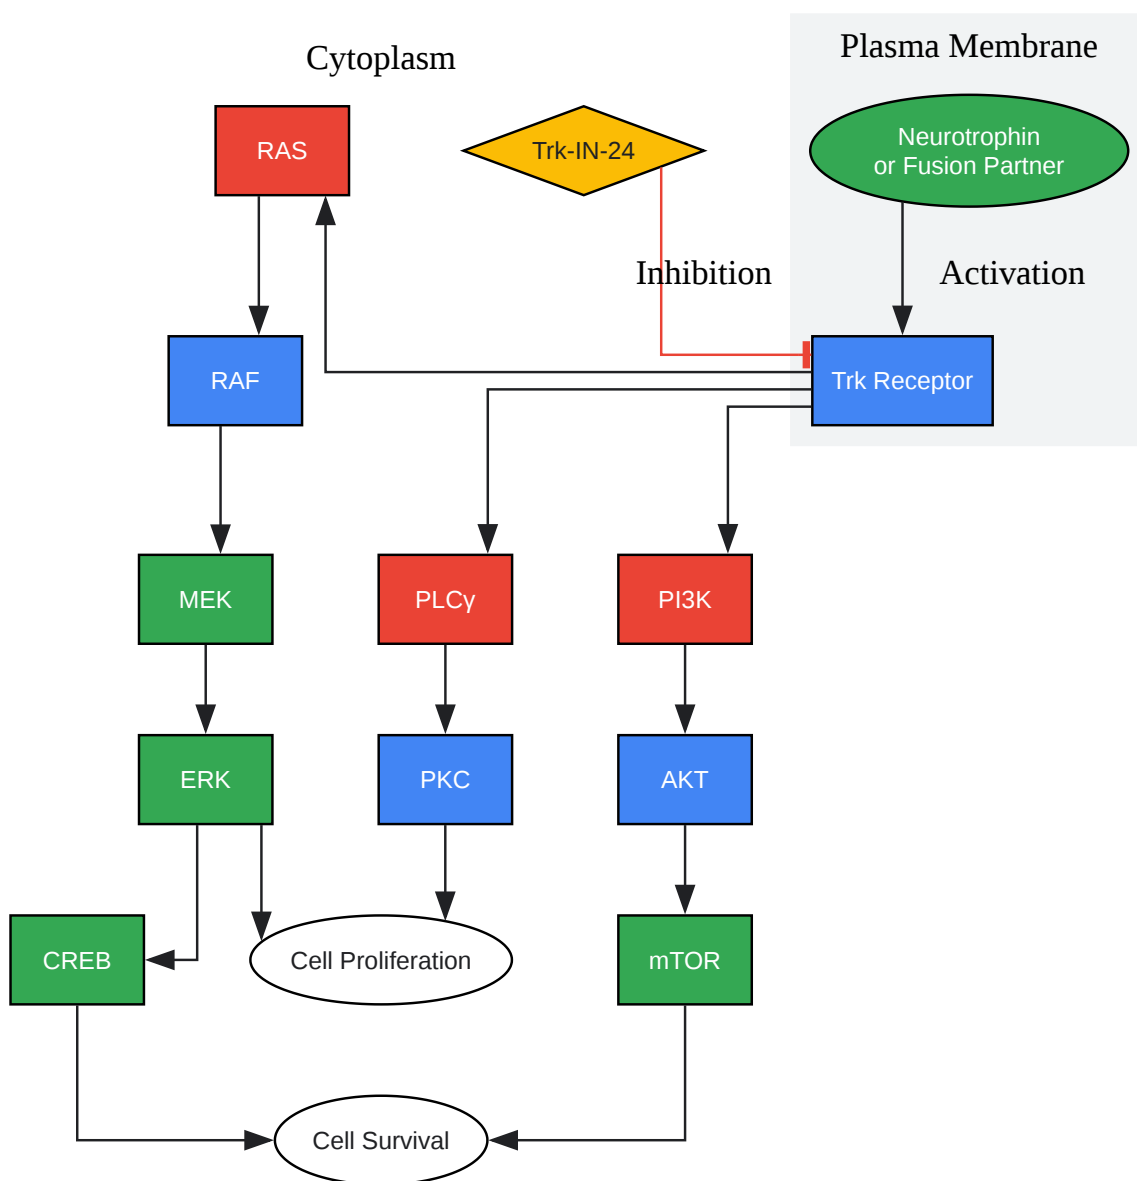 Cytoplasm
Plasma Membrane
RAS
Trk-IN-24
Neurotrophin
or Fusion Partner
Inhibition
Activation
RAF
Trk Receptor
MEK
PLCγ
PI3K
ERK
PKC
AKT
CREB
Cell Proliferation
mTOR
Cell Survival